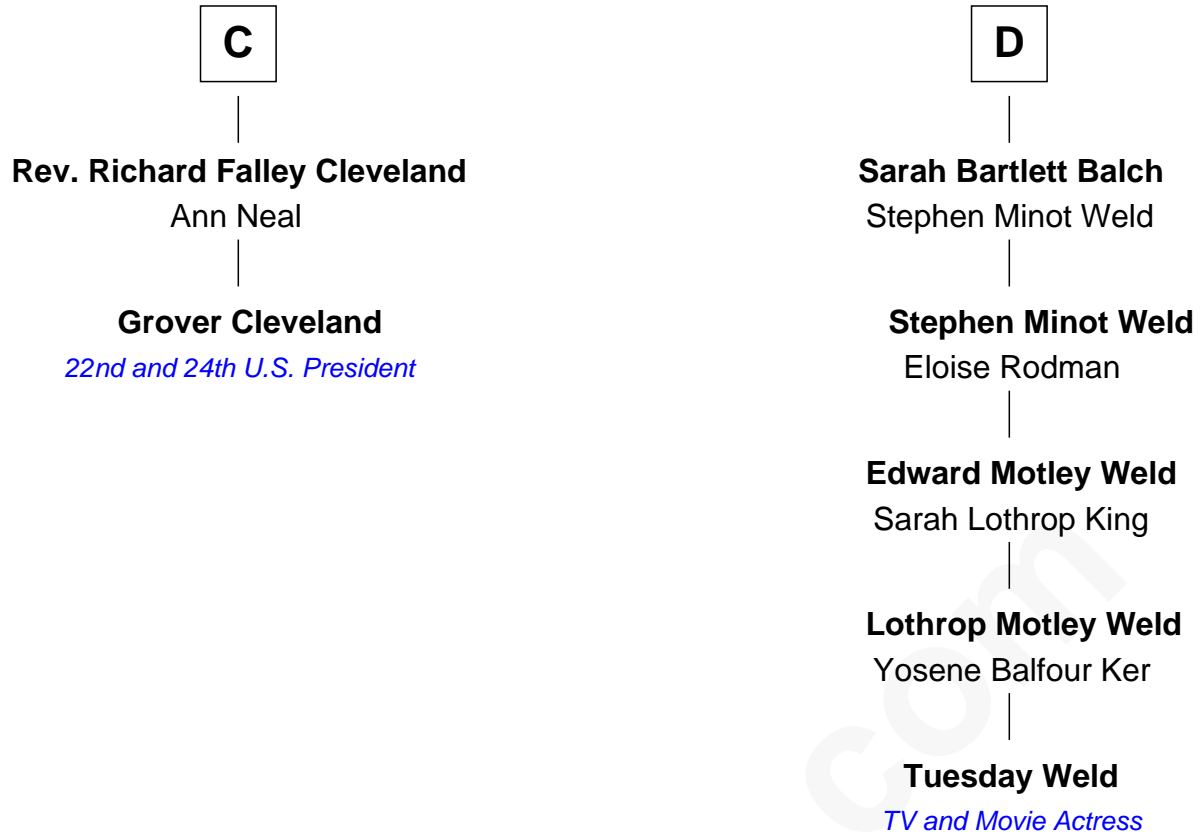 C
Rev. Richard Falley Cleveland
Ann Neal
Grover Cleveland
22nd and 24th U.S. President
D
Sarah Bartlett Balch
Stephen Minot Weld
Stephen Minot Weld
Eloise Rodman
Edward Motley Weld
Sarah Lothrop King
Lothrop Motley Weld
Yosene Balfour Ker
Tuesday Weld
TV and Movie Actress
com